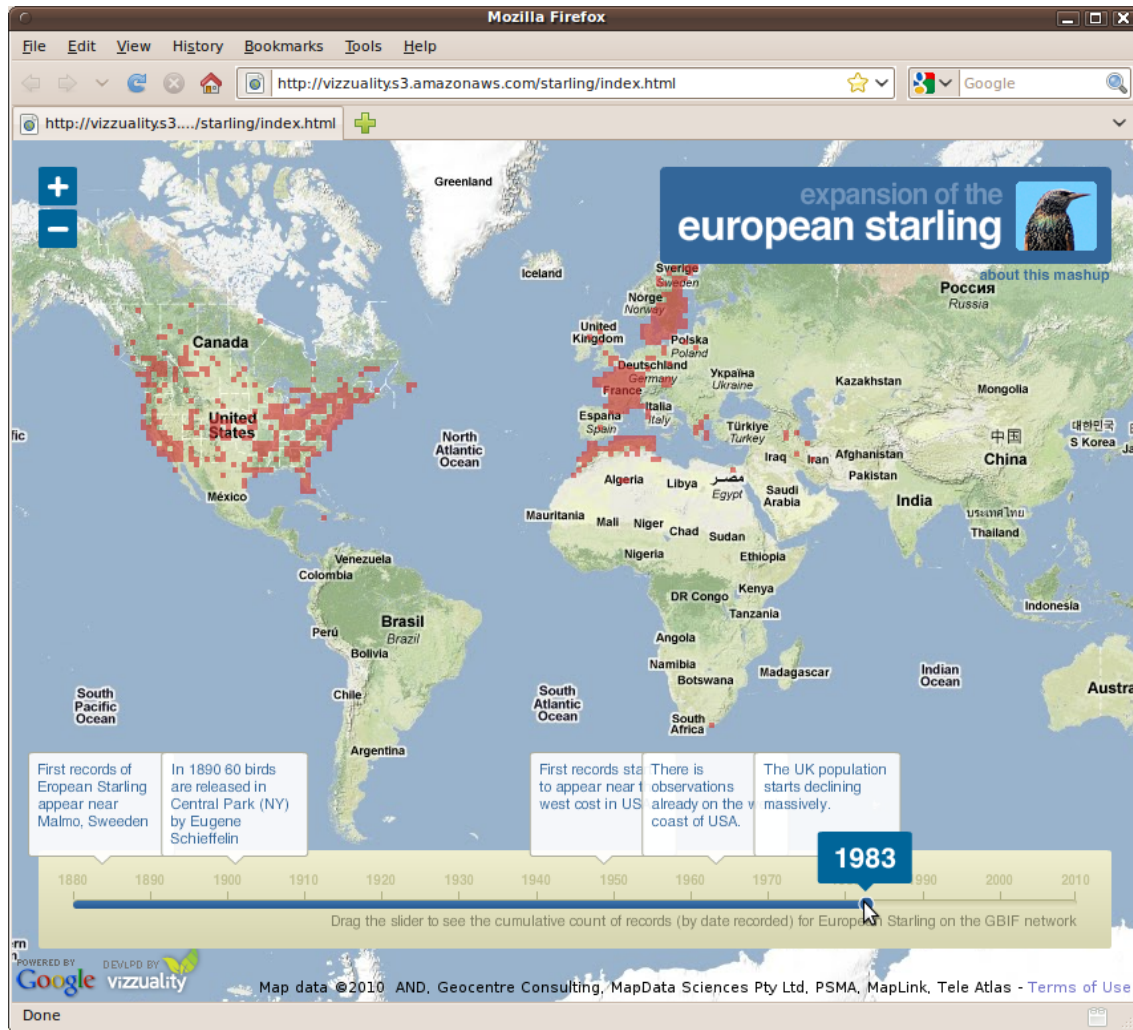 Mozilla Firefox
File Edit View History Bookmarks Tools Help
http://vizzuality.s3.amazonaws.com/starling/index.html
Google
http://vizzuality.s3..../starling/index.html
+
−
Greenland
expansion of the
european starling
about this mashup
Iceland
Sverige
Sweden
Norge
Norway
Россия
Russia
Canada
United
Kingdom
Polska
Poland
Deutschland
Germany
Україна
Ukraine
Kazakhstan
Mongolia
France
Italia
Italy
España
Spain
United
States
Türkiye
Turkey
North
Atlantic
Ocean
中国
China
대한민국
S Korea
Iraq
Iran
Afghanistan
Pakistan
México
Algeria
Libya
مصر
Egypt
Saudi
Arabia
India
ประเทศไทย
Thailand
Mauritania
Mali
Niger
Chad
Sudan
Nigeria
Ethiopia
Venezuela
Colombia
DR Congo
Kenya
Tanzania
Indonesia
Brasil
Brazil
Perú
Bolivia
Angola
Namibia
Botswana
Madagascar
Indian
Ocean
South
Pacific
Ocean
Chile
South
Atlantic
Ocean
South
Africa
Argentina
First records of
Eropean Starling
appear near
Malmo, Sweeden
In 1890 60 birds
are released in
Central Park (NY)
by Eugene
Schieffelin
First records
to appear near
west cost in
There is
observations
already on the
coast of USA.
The UK population
starts declining
massively.
1983
1880 1890 1900 1910 1920 1930 1940 1950 1960 1970 1990 2000 2010
Drag the slider to see the cumulative count of records (by date recorded) for European Starling on the GBIF network
POWERED BY
Google
DEVLPD BY
vizzuality
Map data ©2010 AND, Geocentre Consulting, MapData Sciences Pty Ltd, PSMA, MapLink, Tele Atlas - Terms of Use
Done